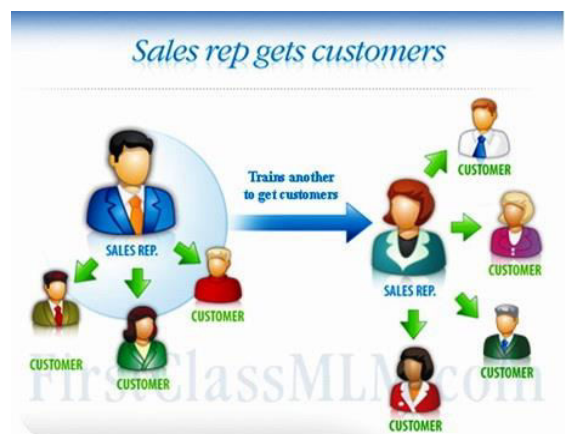 Sales rep gets customers
Trains another
to get customers
SALES REP.
CUSTOMER
CUSTOMER
CUSTOMER
SALES REP.
CUSTOMER
CUSTOMER
CUSTOMER
CUSTOMER
FirstClassMLM.com